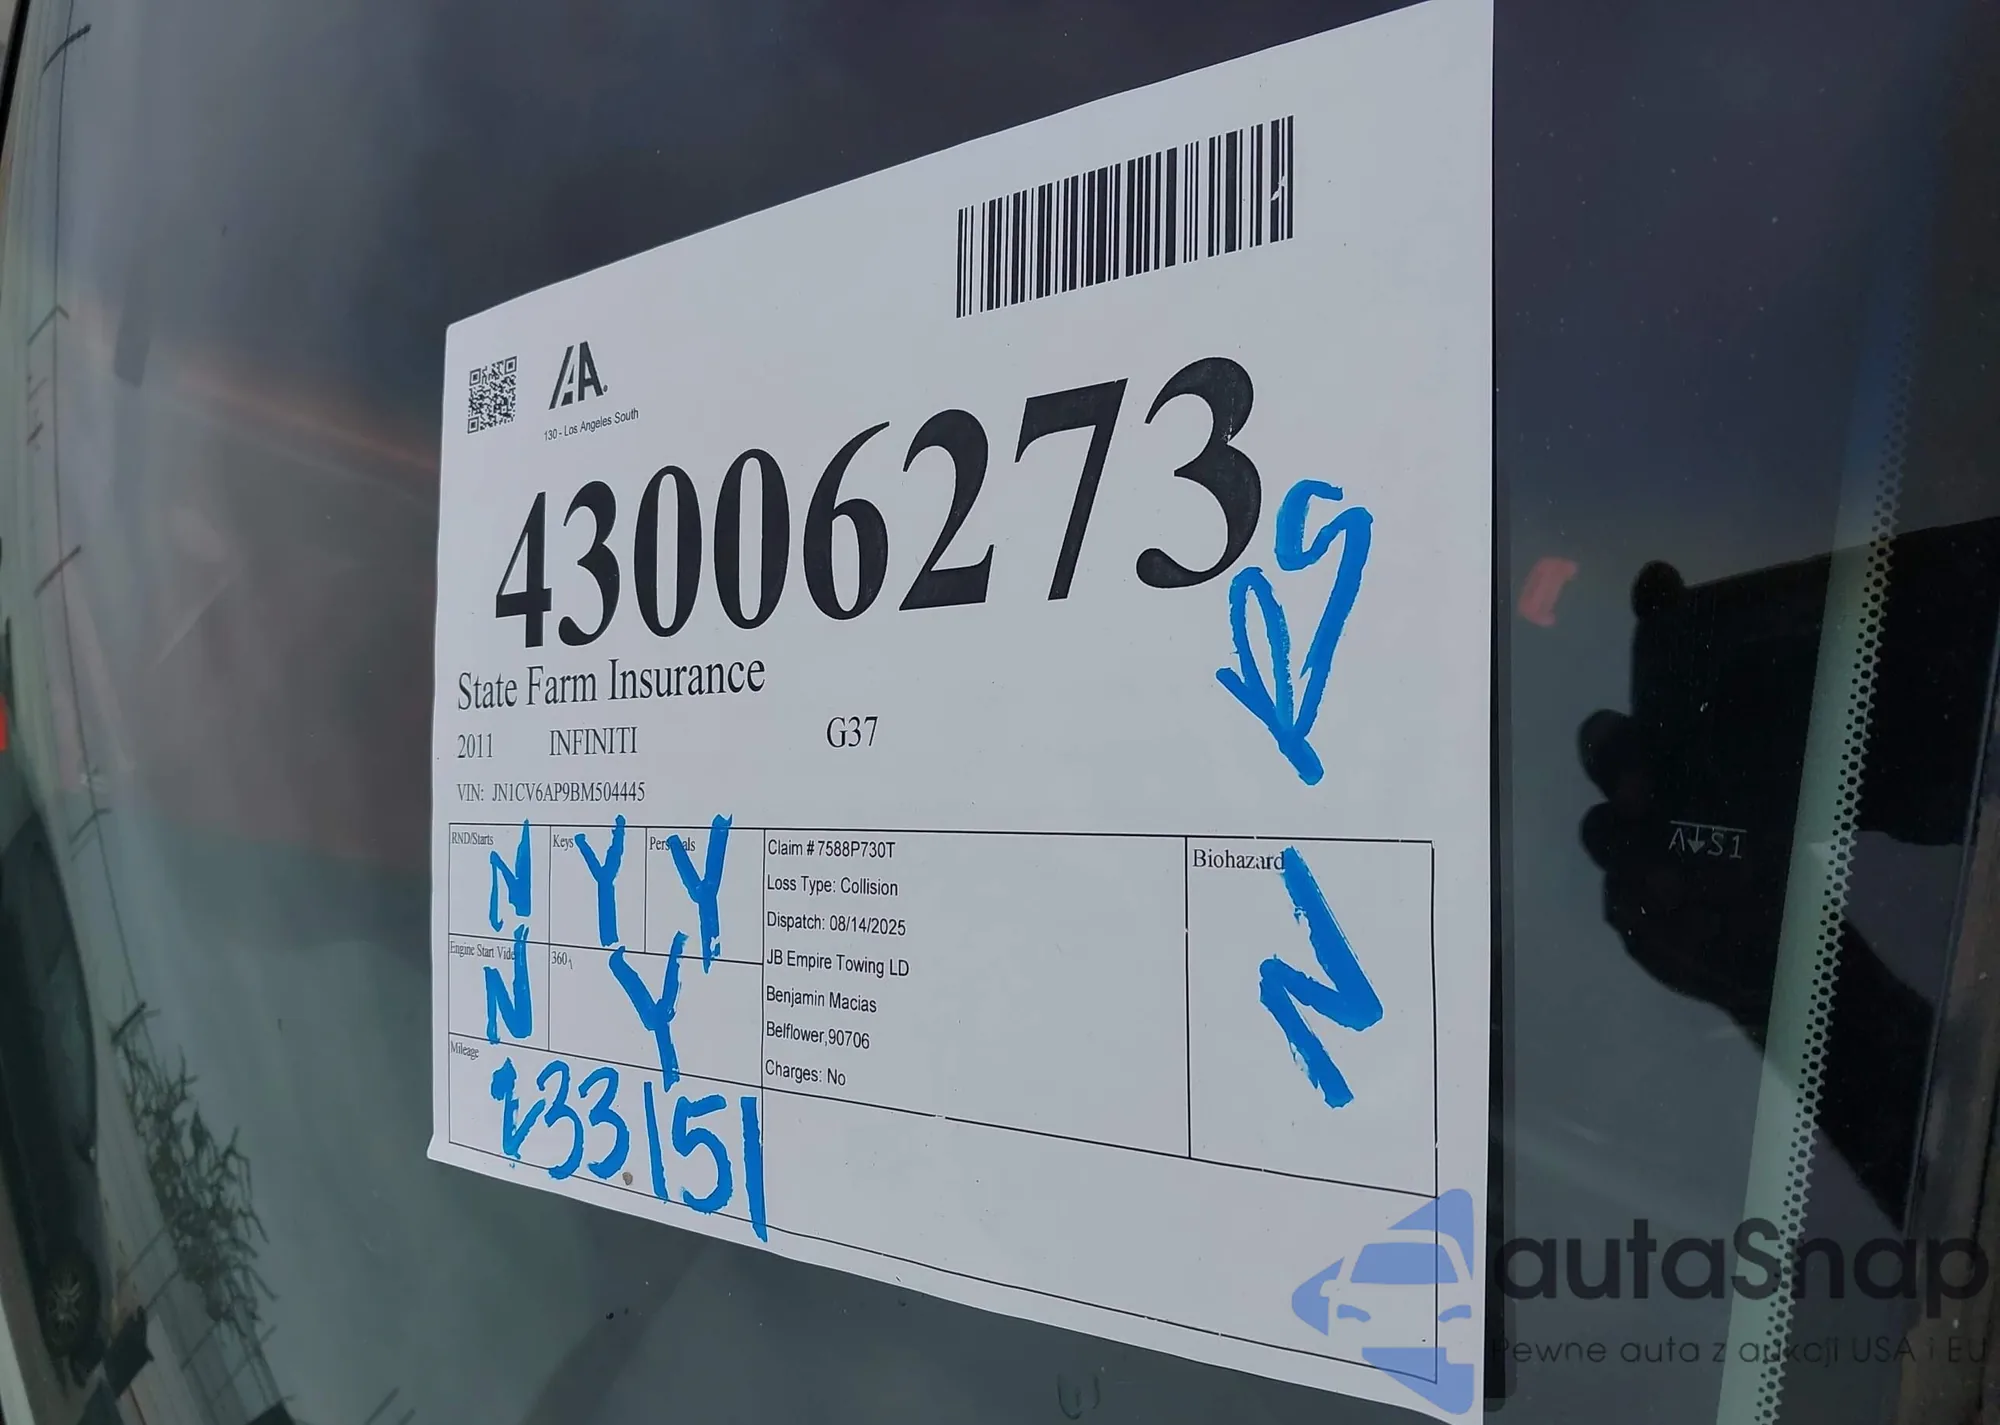 IAA.
130 - Los Angeles South
43006273
State Farm Insurance
2011 INFINITI G37
VIN: JN1CV6AP9BM504445
RND/Starts N
Keys Y
Personals Y
Engine Start Video N
360 Y
Mileage
233151
Claim # 7588P730T
Loss Type: Collision
Dispatch: 08/14/2025
JB Empire Towing LD
Benjamin Macias
Belflower,90706
Charges: No
Biohazard
N
AS1
autaSnap
Pewne auta z aukcji USA i EU